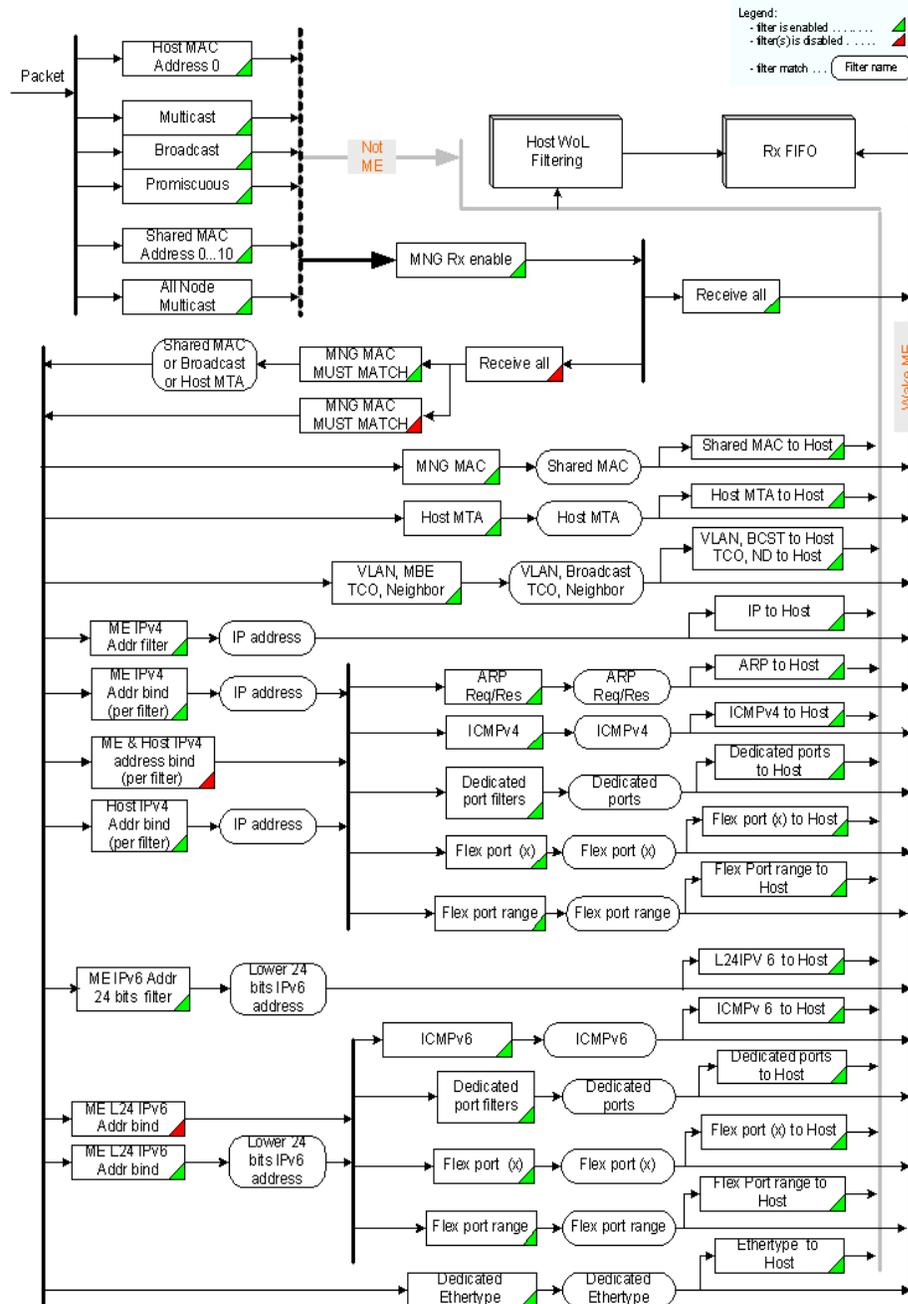 Legend:
- filter is enabled . . . . . . . .
- filter(s) is disabled . . . . .
- filter match . . . Filter name
Packet
Host MAC
Address 0
Multicast
Broadcast
Promiscuous
Shared MAC
Address 0...10
All Node
Multicast
Not
ME
Host WoL
Filtering
Rx FIFO
MNG Rx enable
Receive all
Shared MAC
or Broadcast
or Host MTA
MNG MAC
MUST MATCH
Receive all
MNG MAC
MUST MATCH
Wake ME
MNG MAC
Shared MAC
Shared MAC to Host
Host MTA
Host MTA
Host MTA to Host
VLAN, MBE
TCO, Neighbor
VLAN, Broadcast
TCO, Neighbor
VLAN, BCST to Host
TCO, ND to Host
ME IPv4
Addr filter
IP address
IP to Host
ME IPv4
Addr bind
(per filter)
IP address
ARP
Req/Res
ARP
Req/Res
ARP to Host
ICMPv4
ICMPv4
ICMPv4 to Host
ME & Host IPv4
address bind
(per filter)
Dedicated
port filters
Dedicated
ports
Dedicated ports
to Host
Host IPv4
Addr bind
(per filter)
IP address
Flex port (x)
Flex port (x)
Flex port (x) to Host
Flex port range
Flex port range
Flex Port range to
Host
ME IPv6 Addr
24 bits filter
Lower 24
bits IPv6
address
L24IPV 6 to Host
ICMPv6
ICMPv6
ICMPv 6 to Host
Dedicated
port filters
Dedicated
ports
Dedicated ports
to Host
ME L24 IPv6
Addr bind
ME L24 IPv6
Addr bind
Lower 24
bits IPv6
address
Flex port (x)
Flex port (x)
Flex port (x) to Host
Flex port range
Flex port range
Flex Port range to
Host
Dedicated
Ethertype
Dedicated
Ethertype
Ethertype to
Host